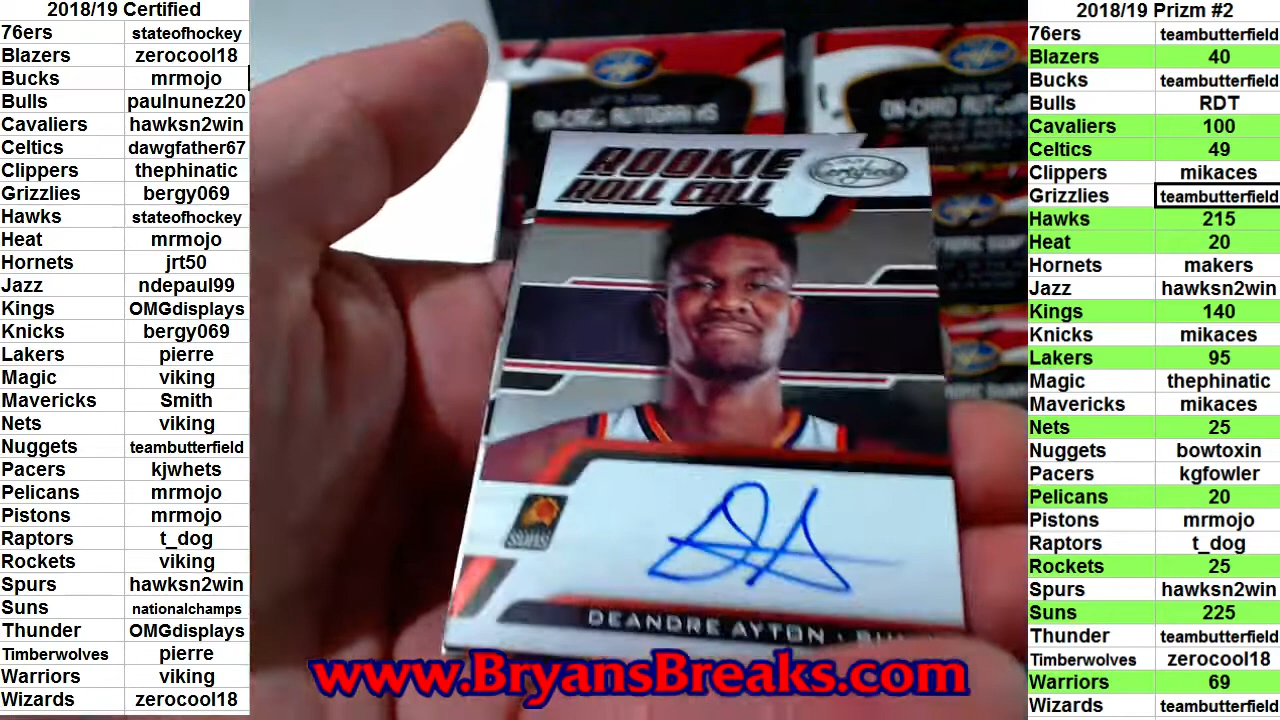 2018/19 Certified
76ers stateofhockey
Blazers zerocool18
Bucks mrmojo
Bulls paulnunez20
Cavaliers hawksn2win
Celtics dawgfather67
Clippers thephinatic
Grizzlies bergy069
Hawks stateofhockey
Heat mrmojo
Hornets jrt50
Jazz ndepaul99
Kings OMGdisplays
Knicks bergy069
Lakers pierre
Magic viking
Mavericks Smith
Nets viking
Nuggets teambutterfield
Pacers kjwhets
Pelicans mrmojo
Pistons mrmojo
Raptors t_dog
Rockets viking
Spurs hawksn2win
Suns nationalchamps
Thunder OMGdisplays
Timberwolves pierre
Warriors viking
Wizards zerocool18
ON-CARD AUTOGRAPHS
ON-CARD
ROOKIE
ROLL CALL
Certified
SUNS
DEANDRE AYTON
www.BryansBreaks.com
2018/19 Prizm #2
76ers teambutterfield
Blazers 40
Bucks teambutterfield
Bulls RDT
Cavaliers 100
Celtics 49
Clippers mikaces
Grizzlies teambutterfield
Hawks 215
Heat 20
Hornets makers
Jazz hawksn2win
Kings 140
Knicks mikaces
Lakers 95
Magic thephinatic
Mavericks mikaces
Nets 25
Nuggets bowtoxin
Pacers kgfowler
Pelicans 20
Pistons mrmojo
Raptors t_dog
Rockets 25
Spurs hawksn2win
Suns 225
Thunder teambutterfield
Timberwolves zerocool18
Warriors 69
Wizards teambutterfield